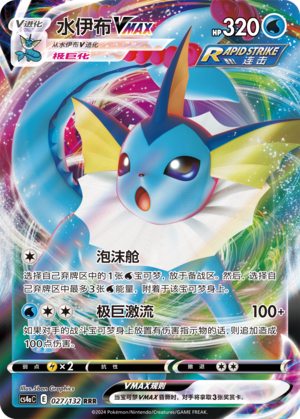 V进化
水伊布VMAX
HP 320
从水伊布V进化
极巨化
RAPID STRIKE
连击
泡沫舱
选择自己弃牌区中的1张宝可梦,放于备战区。然后,选择自己
弃牌区中最多3张能量,附着于该宝可梦身上。
极巨激流 100+
如果对手的战斗宝可梦身上放置有伤害指示物的话,则追加造成
100点伤害。
弱点 ×2 抗性 撤退
Illus. 5ban Graphics
VMAX规则
cs4aC E 027/132 RRR
当宝可梦VMAX昏厥时,对手将拿取3张奖赏卡。
©2024 Pokémon/Nintendo/Creatures/GAME FREAK.